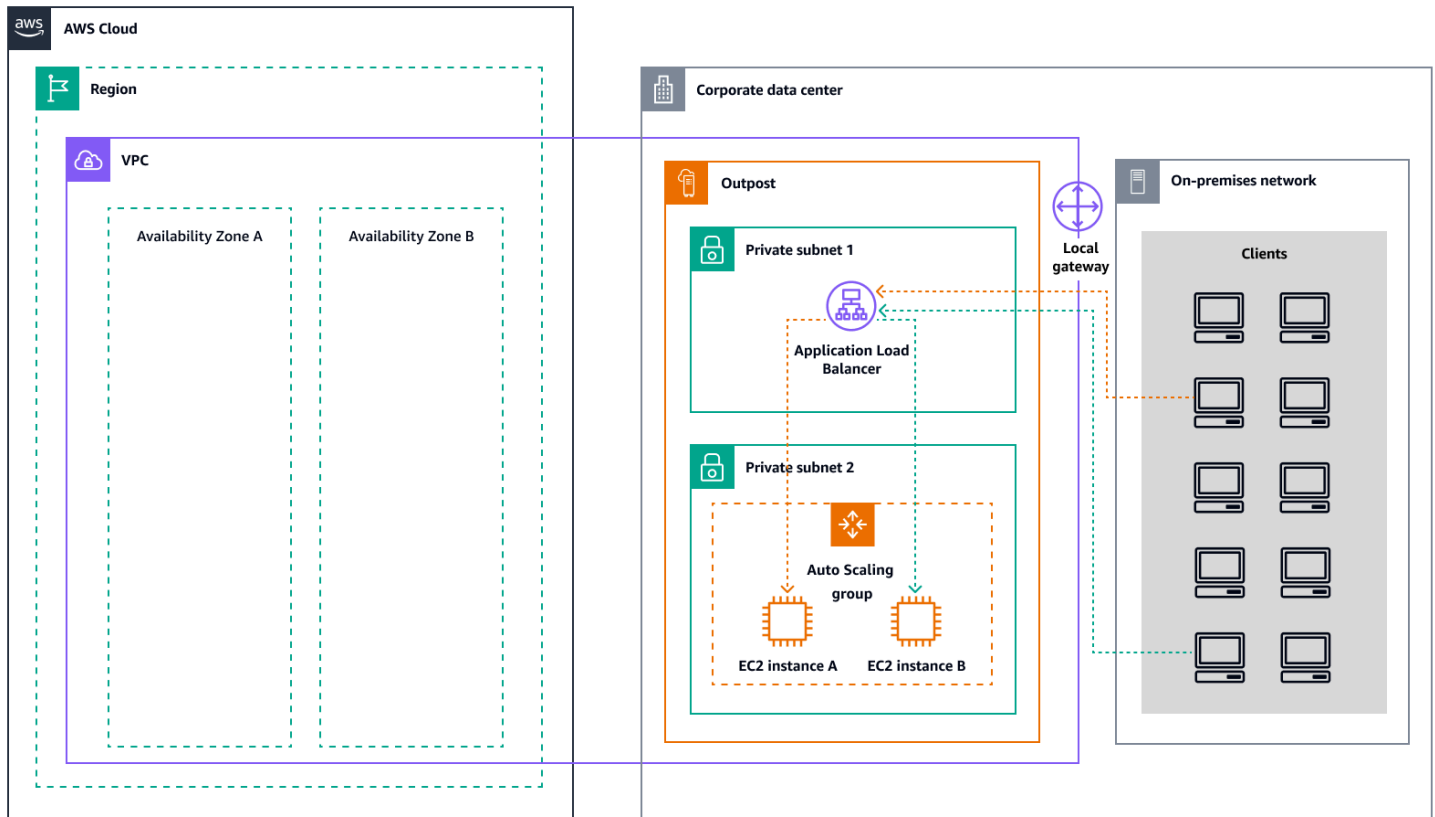 aws
AWS Cloud
Region
VPC
Availability Zone A
Availability Zone B
Corporate data center
Outpost
Private subnet 1
Application Load
Balancer
Private subnet 2
Auto Scaling
group
EC2 instance A
EC2 instance B
Local
gateway
On-premises network
Clients